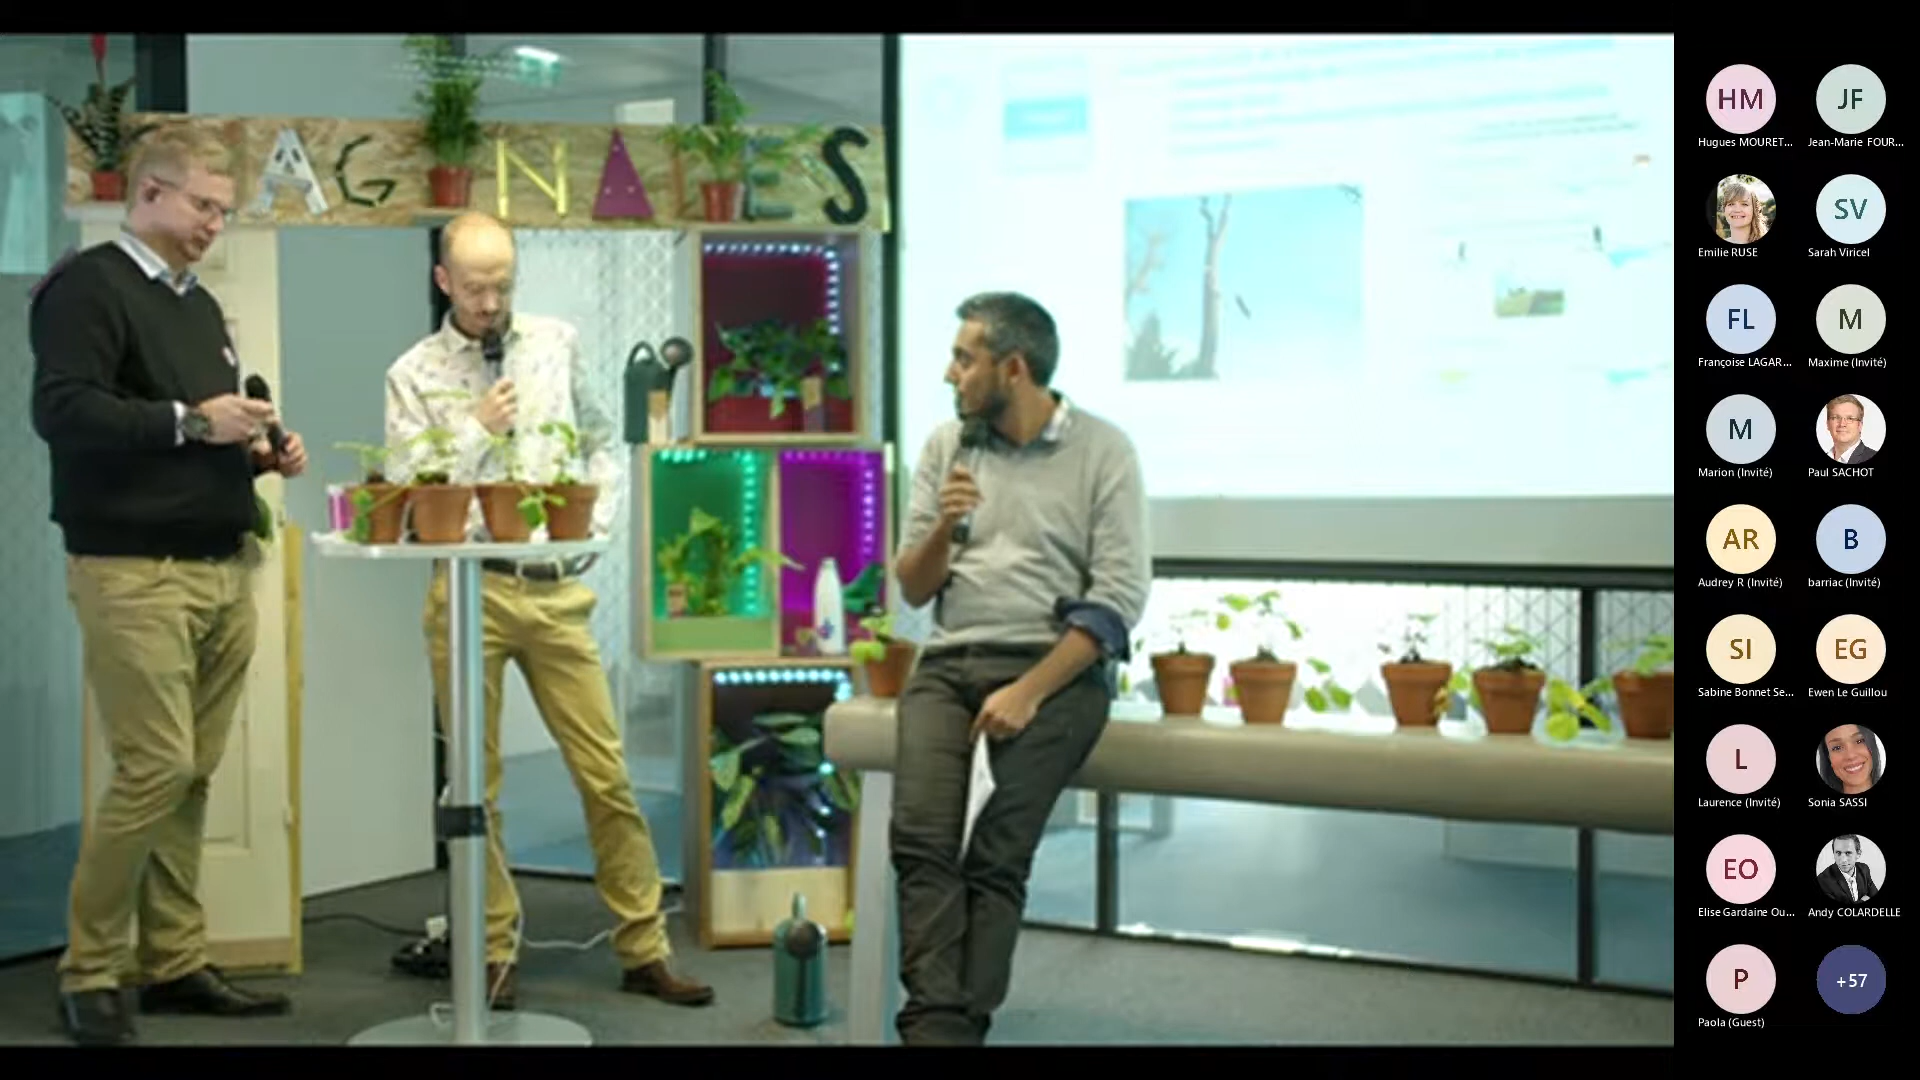 AGNALES
HM
JF
Hugues MOURET...
Jean-Marie FOUR...
SV
Emilie RUSE
Sarah Viricel
FL
M
Françoise LAGAR...
Maxime (Invité)
M
Marion (Invité)
Paul SACHOT
AR
B
Audrey R (Invité)
barriac (Invité)
SI
EG
Sabine Bonnet Se...
Ewen Le Guillou
L
Laurence (Invité)
Sonia SASSI
EO
Elise Gardaine Ou...
Andy COLARDELLE
P
+57
Paola (Guest)